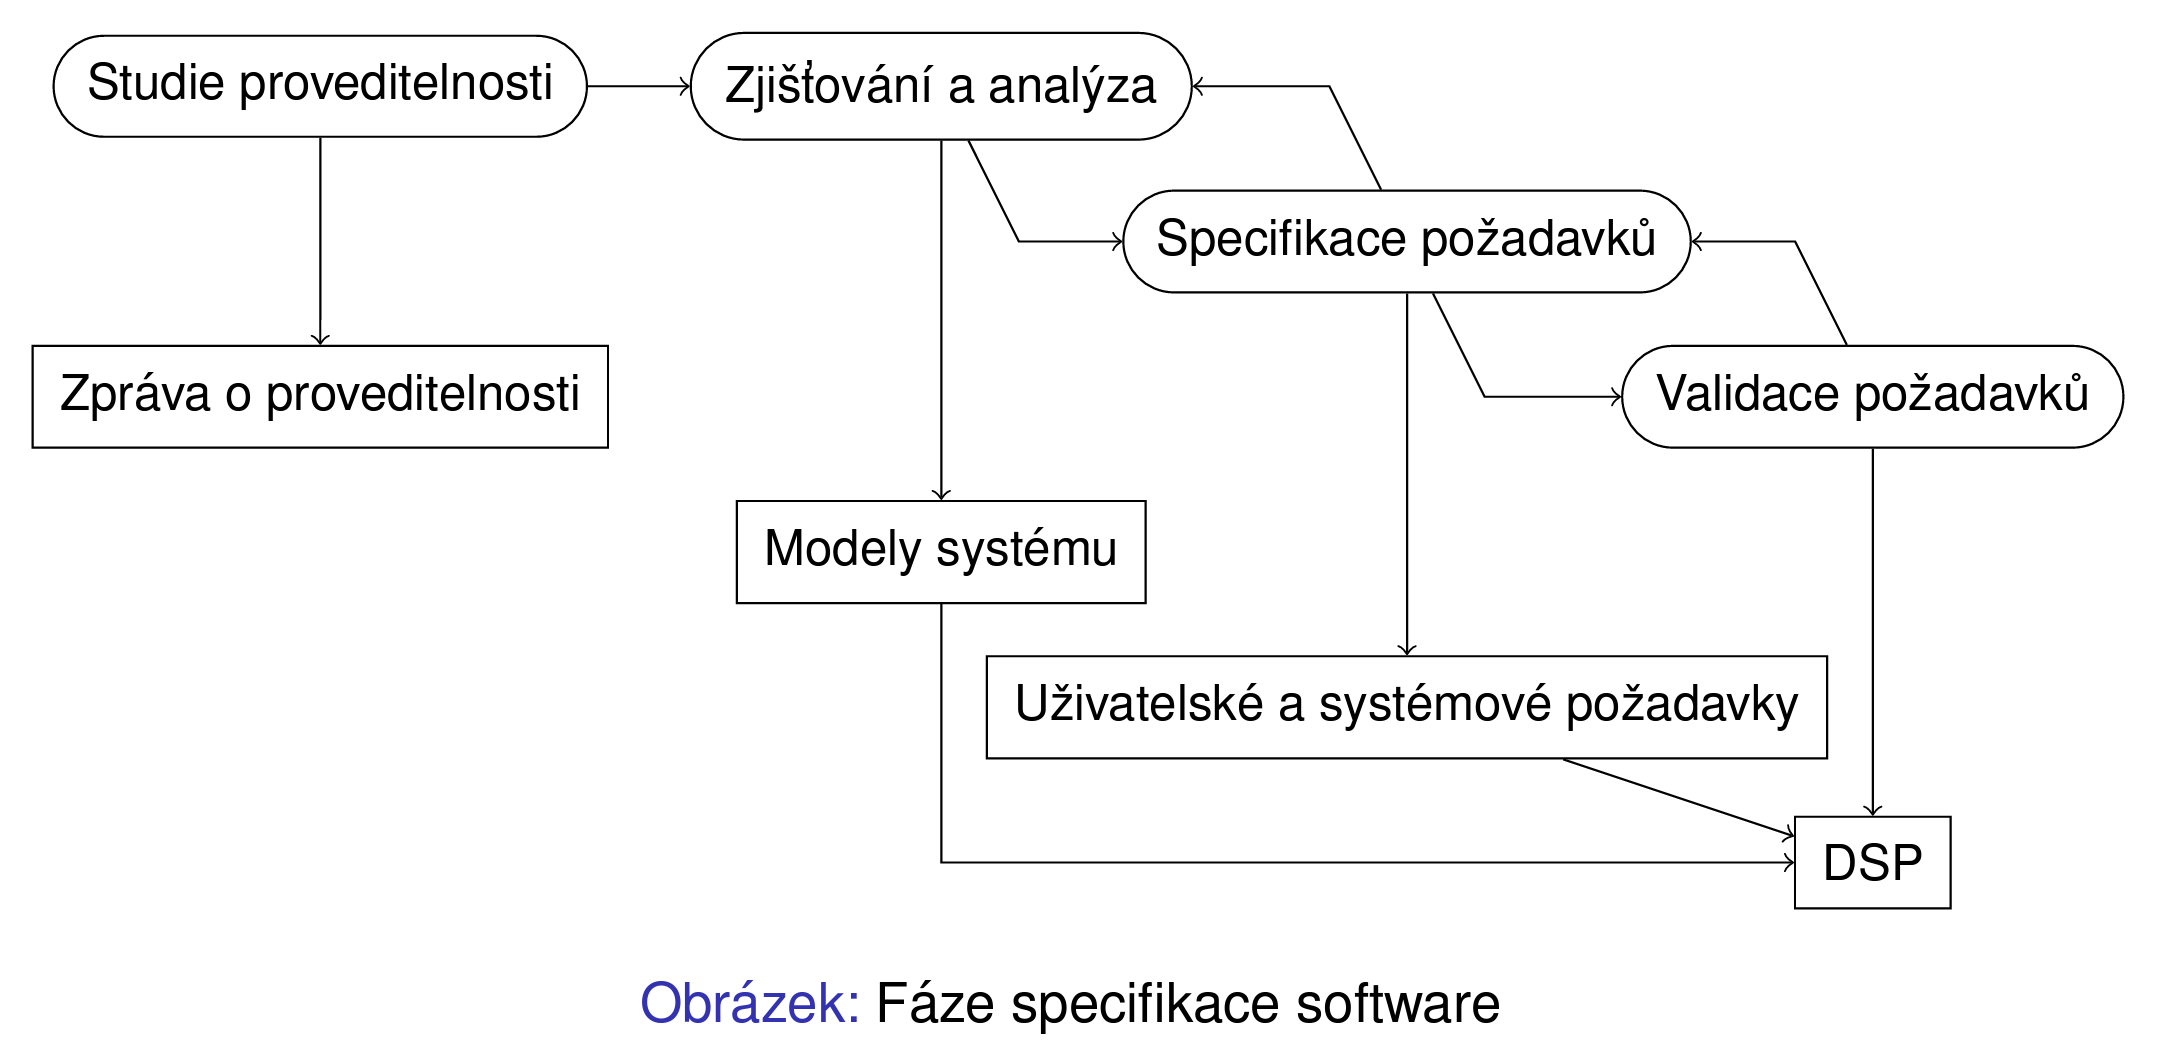 Studie proveditelnosti
Zjišťování a analýza
Specifikace požadavků
Zpráva o proveditelnosti
Validace požadavků
Modely systému
Uživatelské a systémové požadavky
DSP
Obrázek: Fáze specifikace software